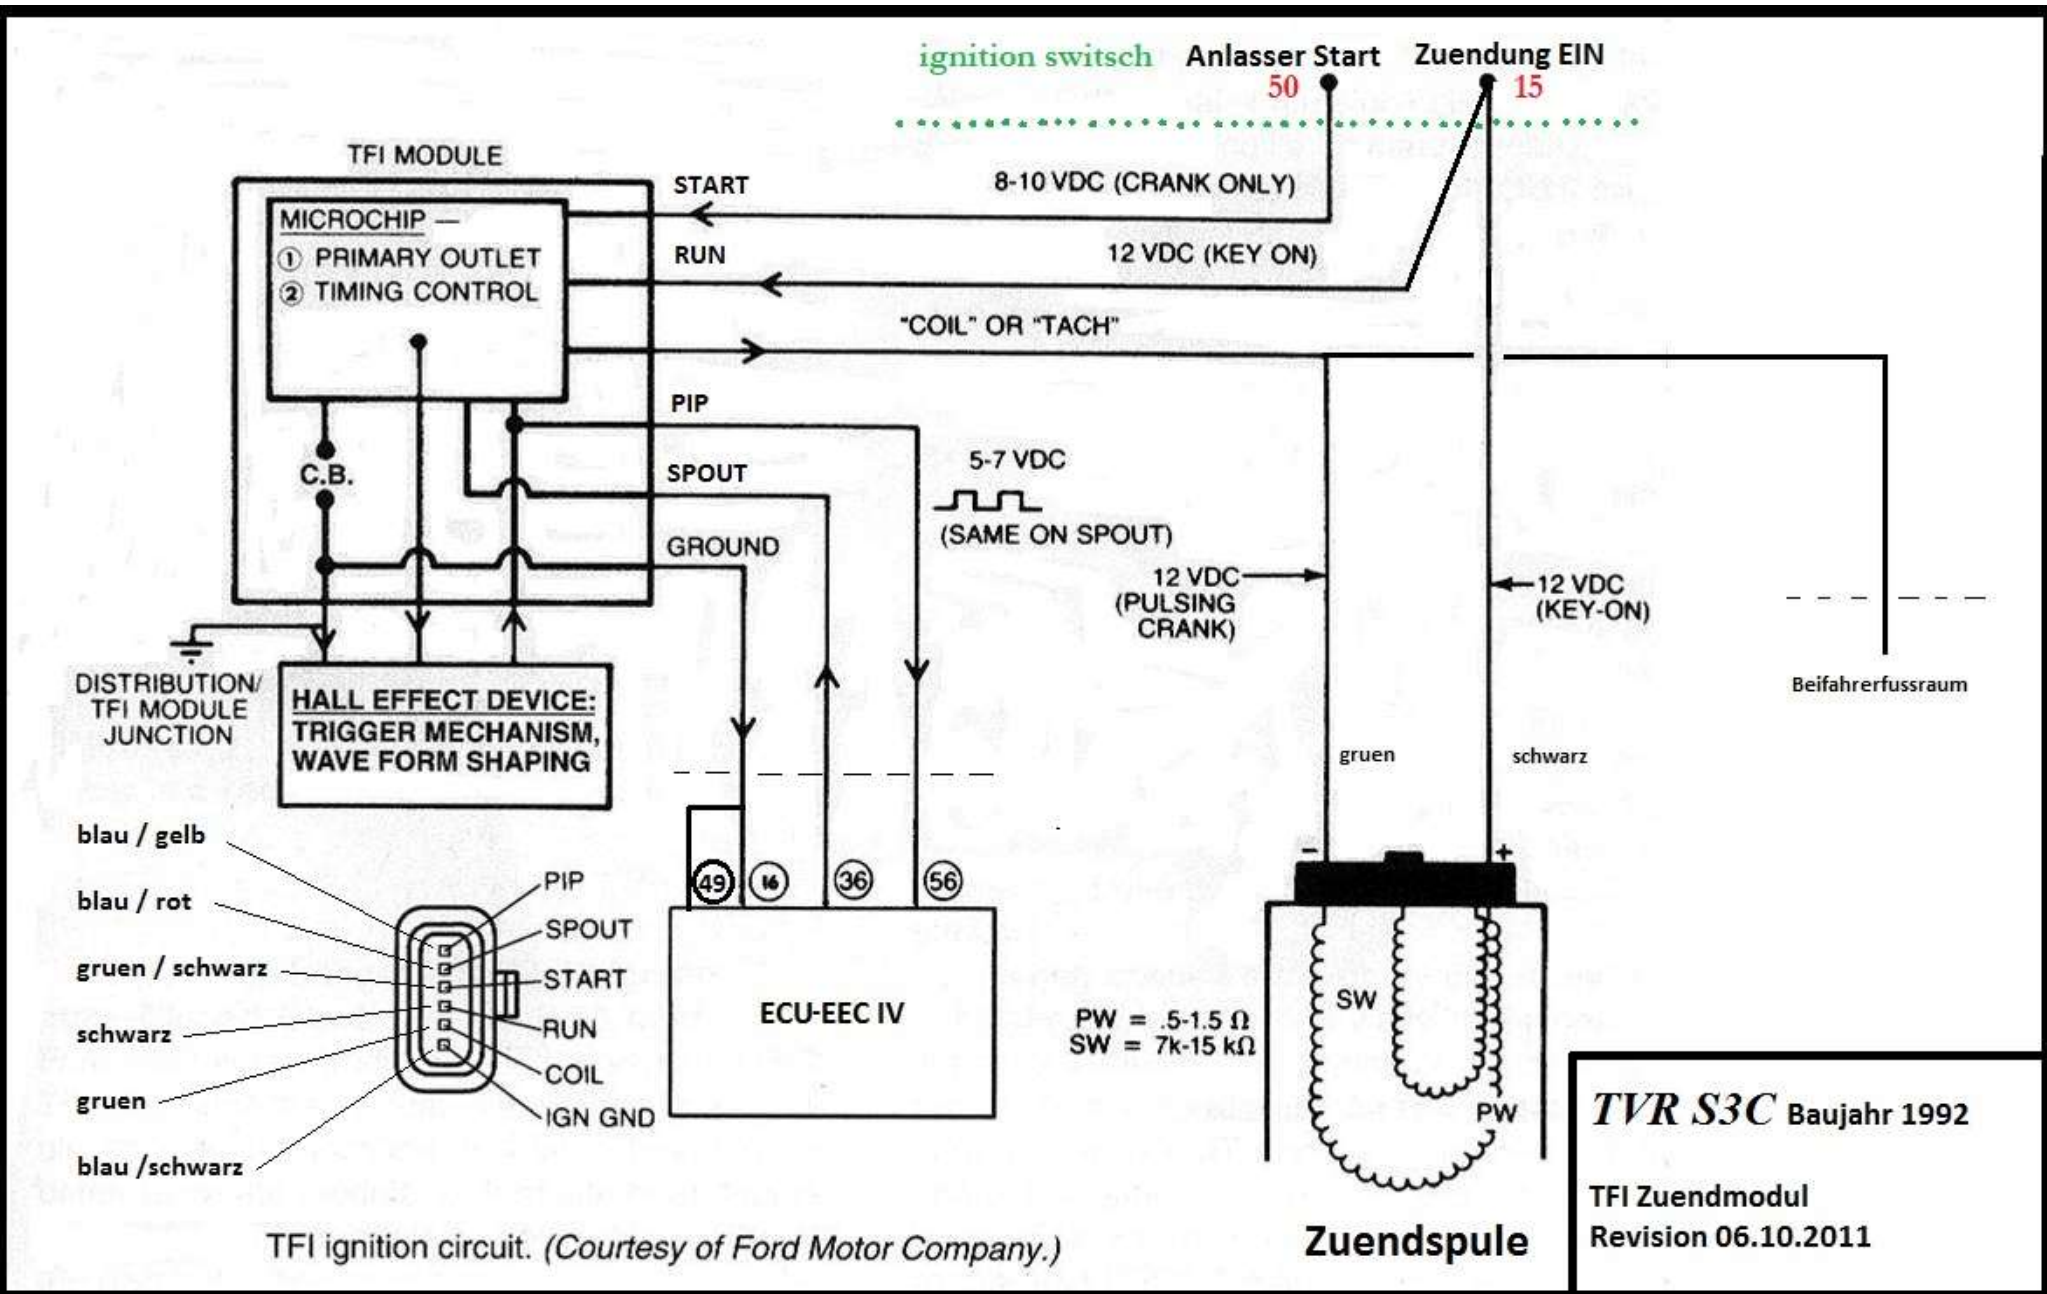 ignition switsch
Anlasser Start
Zuendung EIN
50
15
TFI MODULE
START
8-10 VDC (CRANK ONLY)
MICROCHIP —
① PRIMARY OUTLET
② TIMING CONTROL
RUN
12 VDC (KEY ON)
"COIL" OR "TACH"
PIP
C.B.
SPOUT
5-7 VDC
(SAME ON SPOUT)
GROUND
12 VDC
(PULSING
CRANK)
12 VDC
(KEY-ON)
DISTRIBUTION/
TFI MODULE
JUNCTION
HALL EFFECT DEVICE:
TRIGGER MECHANISM,
WAVE FORM SHAPING
Beifahrerfussraum
gruen
schwarz
blau / gelb
blau / rot
gruen / schwarz
schwarz
gruen
blau /schwarz
PIP
SPOUT
START
RUN
COIL
IGN GND
49
16
36
56
ECU-EEC IV
- +
SW
PW
PW = .5-1.5 Ω
SW = 7k-15 kΩ
Zuendspule
TFI ignition circuit. (Courtesy of Ford Motor Company.)
TVR S3C Baujahr 1992
TFI Zuendmodul
Revision 06.10.2011